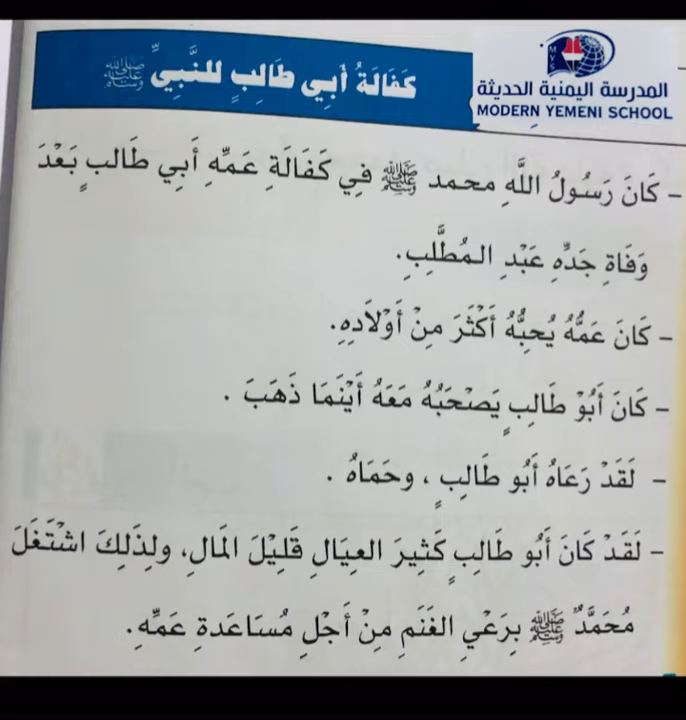 كَفَالَةُ أَبِي طَالِبٍ لِلنَّبِيِّ ﷺ
MYS
المدرسة اليمنية الحديثة
MODERN YEMENI SCHOOL
- كَانَ رَسُولُ اللَّهِ محمد ﷺ فِي كَفَالَةِ عَمِّهِ أَبِي طَالبٍ بَعْدَ
وَفَاةِ جَدِّهِ عَبْدِ المُطَّلِبِ.
- كَانَ عَمُّهُ يُحِبُّهُ أَكْثَرَ مِنْ أَوْلاَدِهِ.
- كَانَ أَبُوْ طَالِبٍ يَصْحَبُهُ مَعَهُ أَيْنَمَا ذَهَبَ .
- لَقَدْ رَعَاهُ أَبُو طَالِبٍ ، وحَمَاهُ .
- لَقَدْ كَانَ أَبُو طَالِبٍ كَثِيرَ العِيَالِ قَلِيْلَ المَالِ، ولِذَلِكَ اشْتَغَلَ
مُحَمَّدٌ ﷺ بِرَعْيِ الغَنَمِ مِنْ أَجْلِ مُسَاعَدةِ عَمِّهِ.